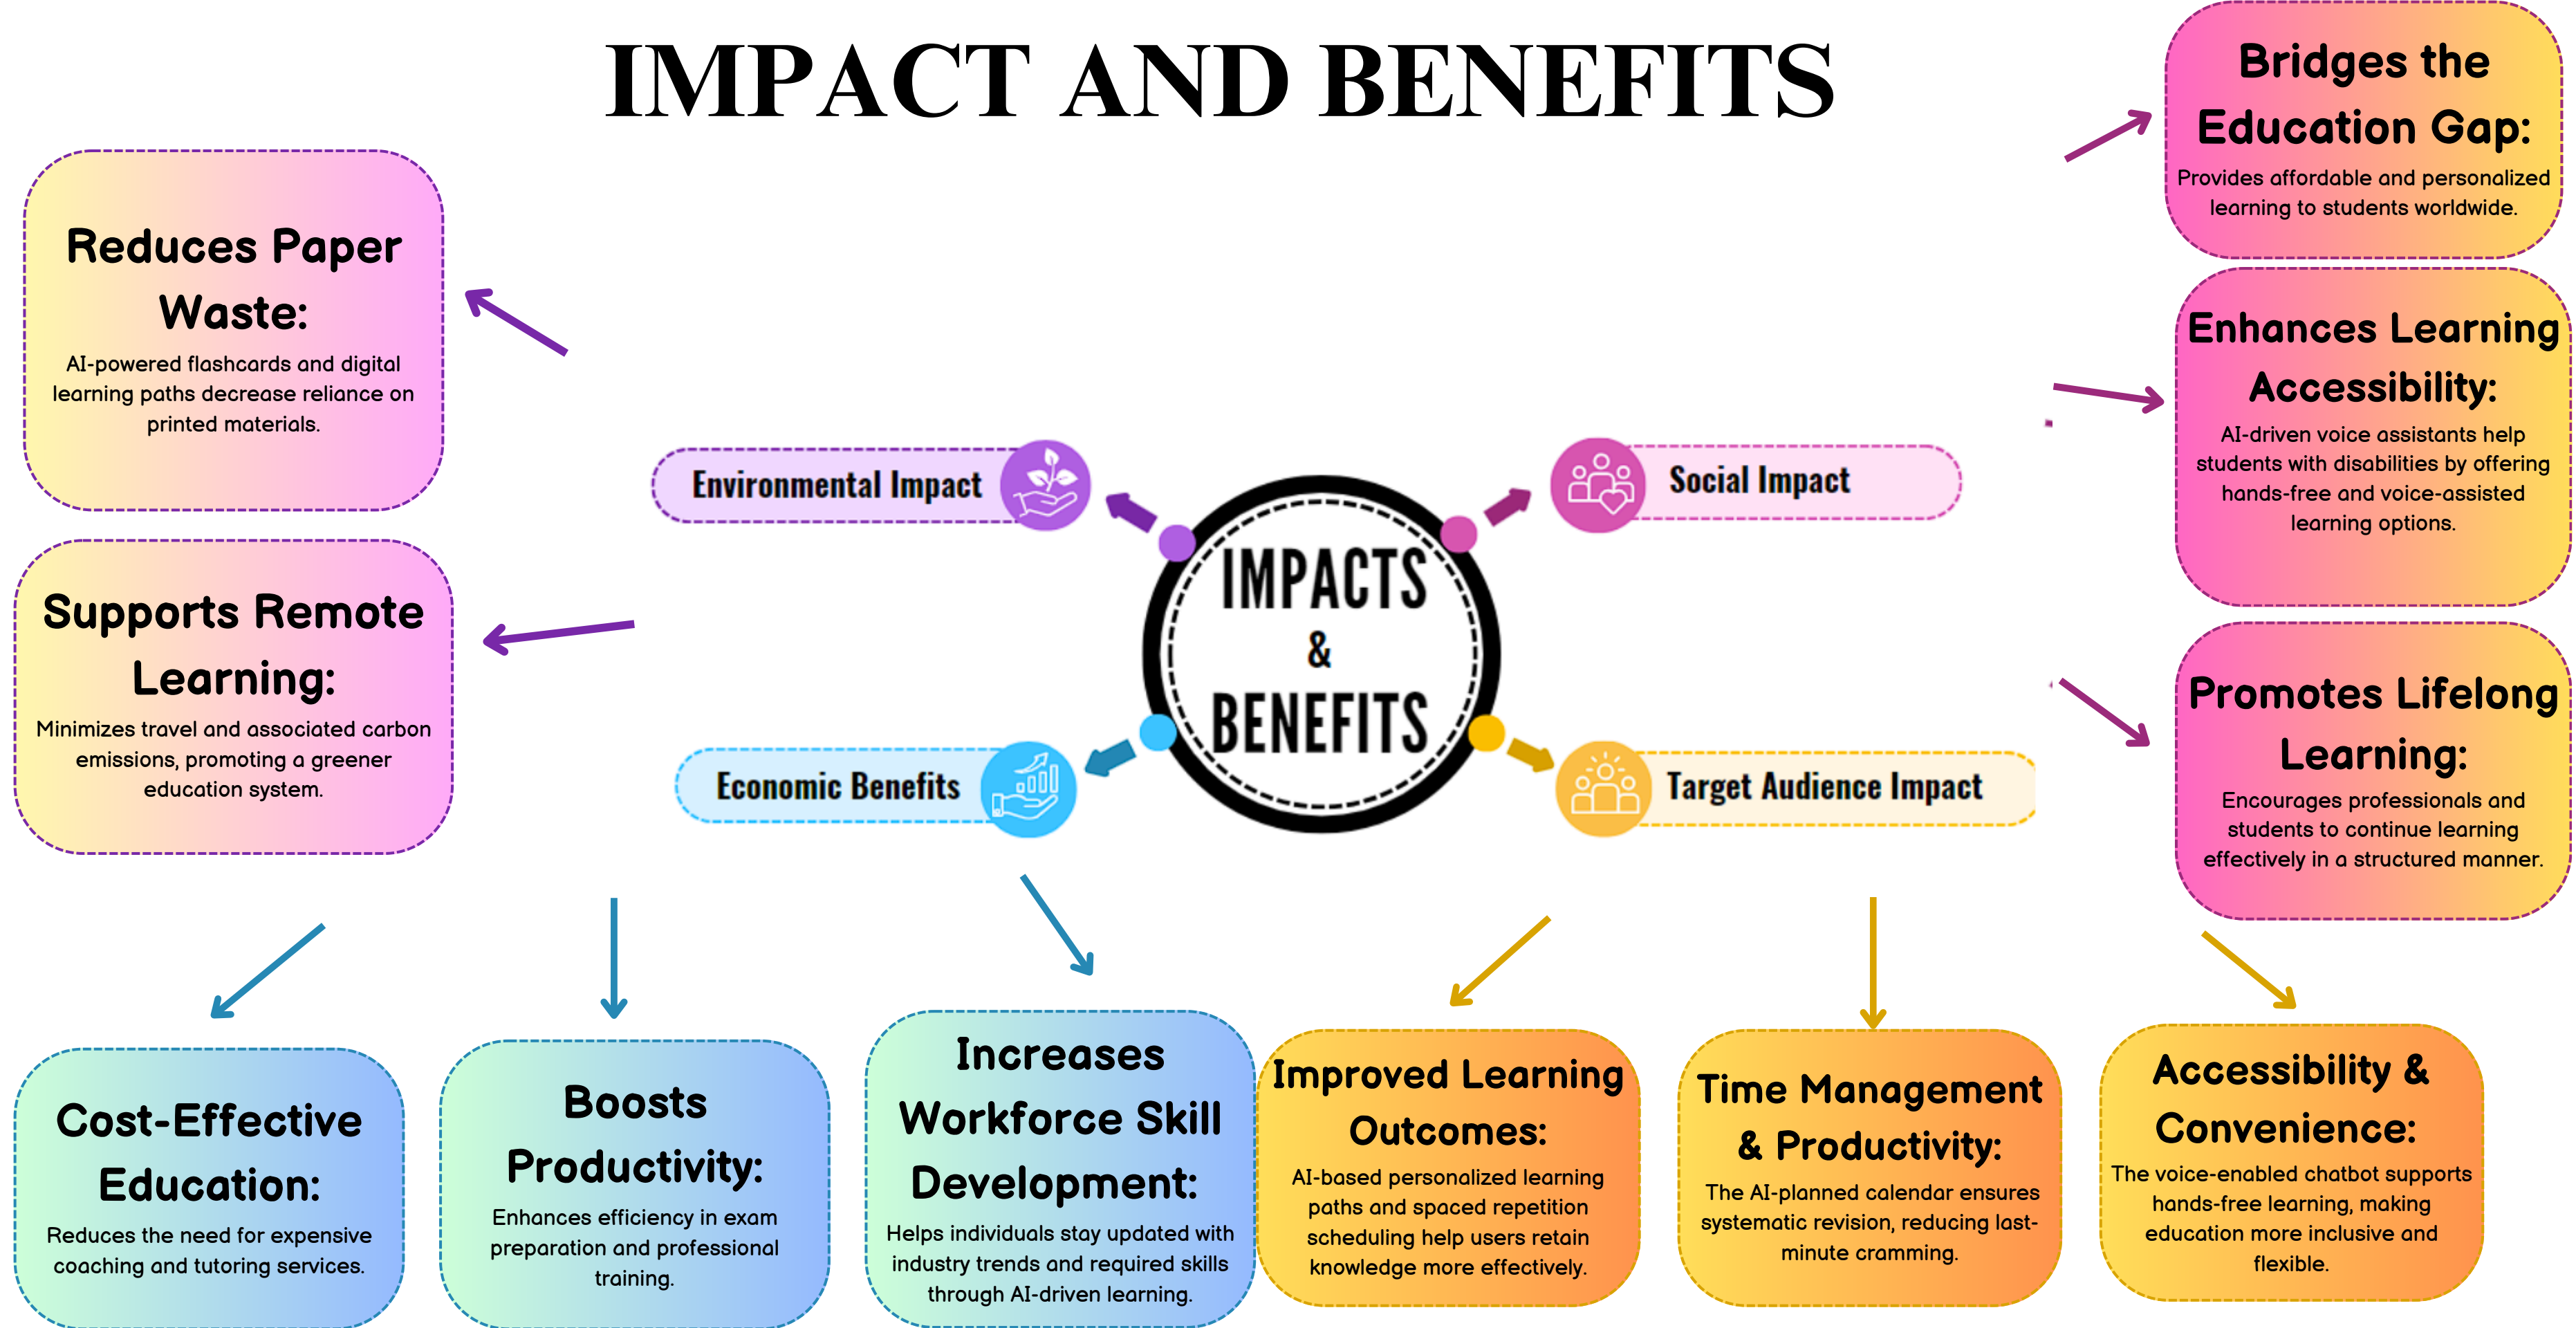 IMPACT AND BENEFITS
Reduces Paper
Waste:
AI-powered flashcards and digital
learning paths decrease reliance on
printed materials.
Supports Remote
Learning:
Minimizes travel and associated carbon
emissions, promoting a greener
education system.
Environmental Impact
Economic Benefits
IMPACTS
&
BENEFITS
Social Impact
Target Audience Impact
Bridges the
Education Gap:
Provides affordable and personalized
learning to students worldwide.
Enhances Learning
Accessibility:
AI-driven voice assistants help
students with disabilities by offering
hands-free and voice-assisted
learning options.
Promotes Lifelong
Learning:
Encourages professionals and
students to continue learning
effectively in a structured manner.
Cost-Effective
Education:
Reduces the need for expensive
coaching and tutoring services.
Boosts
Productivity:
Enhances efficiency in exam
preparation and professional
training.
Increases
Workforce Skill
Development:
Helps individuals stay updated with
industry trends and required skills
through AI-driven learning.
Improved Learning
Outcomes:
AI-based personalized learning
paths and spaced repetition
scheduling help users retain
knowledge more effectively.
Time Management
& Productivity:
The AI-planned calendar ensures
systematic revision, reducing last-
minute cramming.
Accessibility &
Convenience:
The voice-enabled chatbot supports
hands-free learning, making
education more inclusive and
flexible.